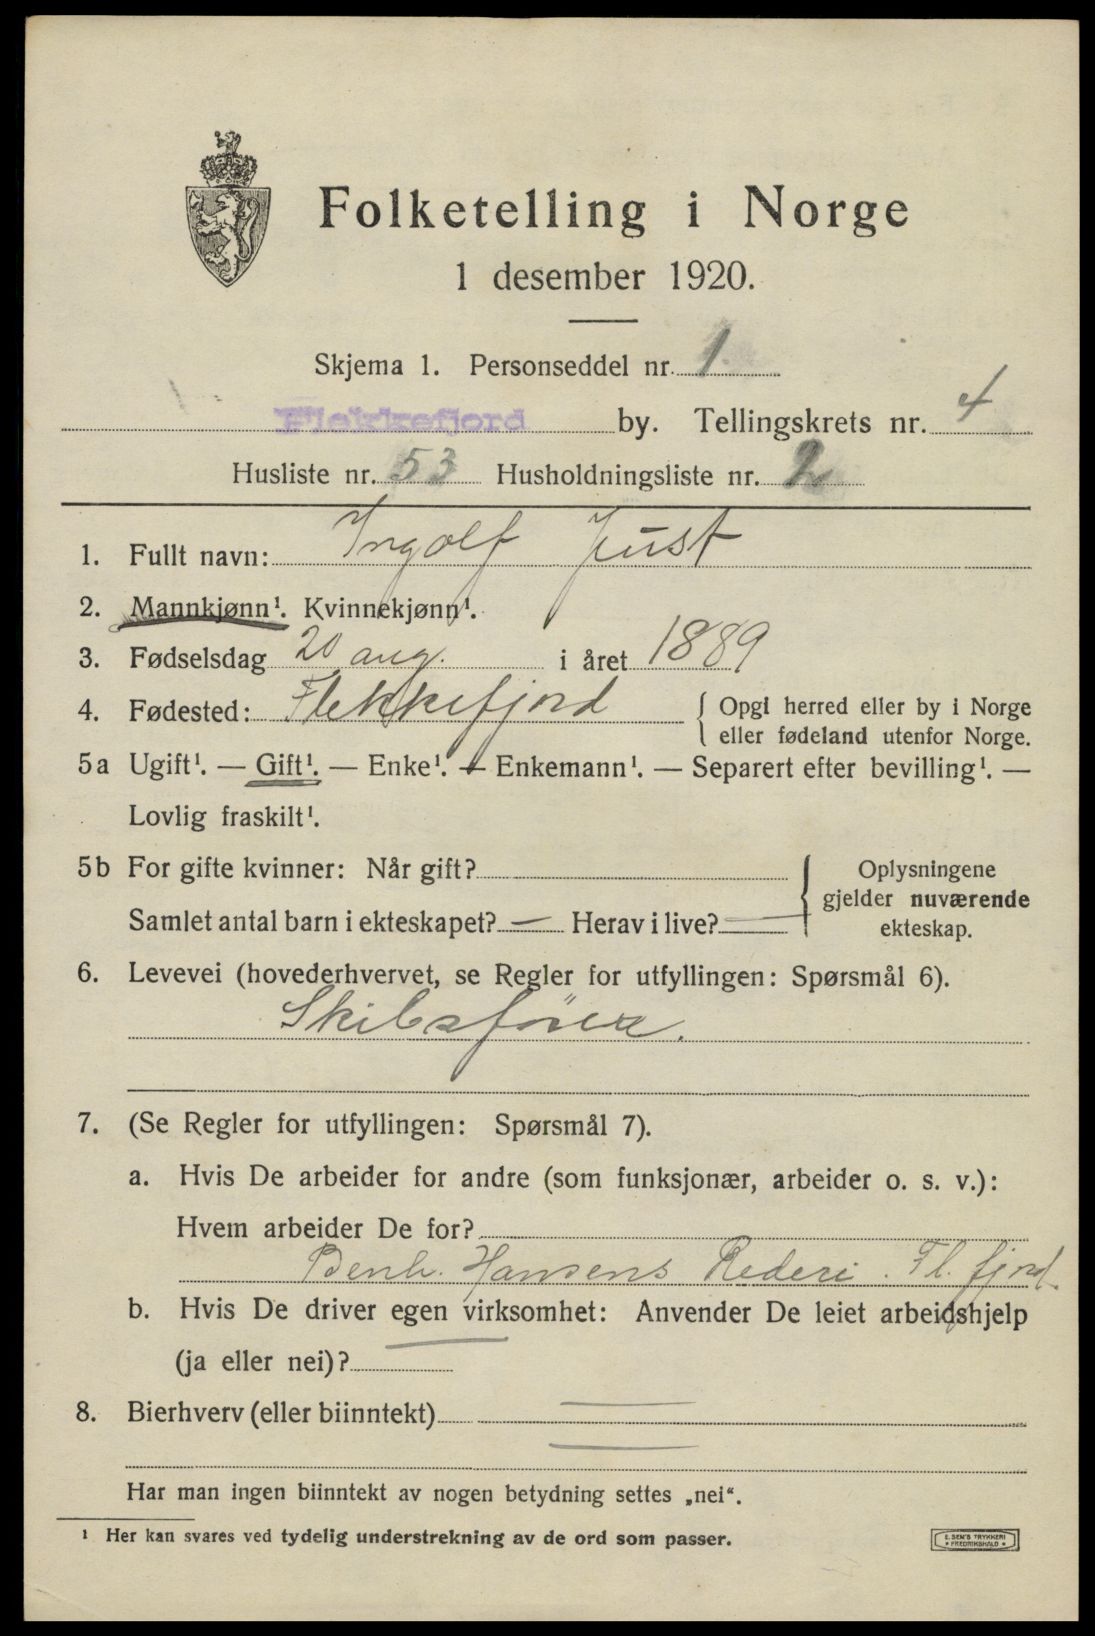 Folketelling i Norge
1 desember 1920.
Skjema 1. Personseddel nr. 1
Flekkefjord by. Tellingskrets nr. 4
Husliste nr. 53 Husholdningsliste nr. 2
1. Fullt navn: Ingolf Just
2. Mannkjønn¹. Kvinnekjønn¹.
3. Fødselsdag 20 aug. i året 1889
4. Fødested: Flekkefjord { Opgi herred eller by i Norge
eller fødeland utenfor Norge.
5a Ugift¹. — Gift¹. — Enke¹. — Enkemann¹. — Separert efter bevilling¹. —
Lovlig fraskilt¹.
5b For gifte kvinner: Når gift? } Oplysningene
gjelder nuværende
Samlet antal barn i ekteskapet? — Herav i live? —
ekteskap.
6. Levevei (hovederhvervet, se Regler for utfyllingen: Spørsmål 6).
Skibsfører.
7. (Se Regler for utfyllingen: Spørsmål 7).
a. Hvis De arbeider for andre (som funksjonær, arbeider o. s. v.):
Hvem arbeider De for?
Benh. Hansens Rederi. Fl.fjord.
b. Hvis De driver egen virksomhet: Anvender De leiet arbeidshjelp
(ja eller nei)? —
8. Bierhverv (eller biinntekt) —
—
Har man ingen biinntekt av nogen betydning settes „nei“.
¹ Her kan svares ved tydelig understrekning av de ord som passer.
E. SEM'S TRYKKERI
• FREDRIKSHALD •